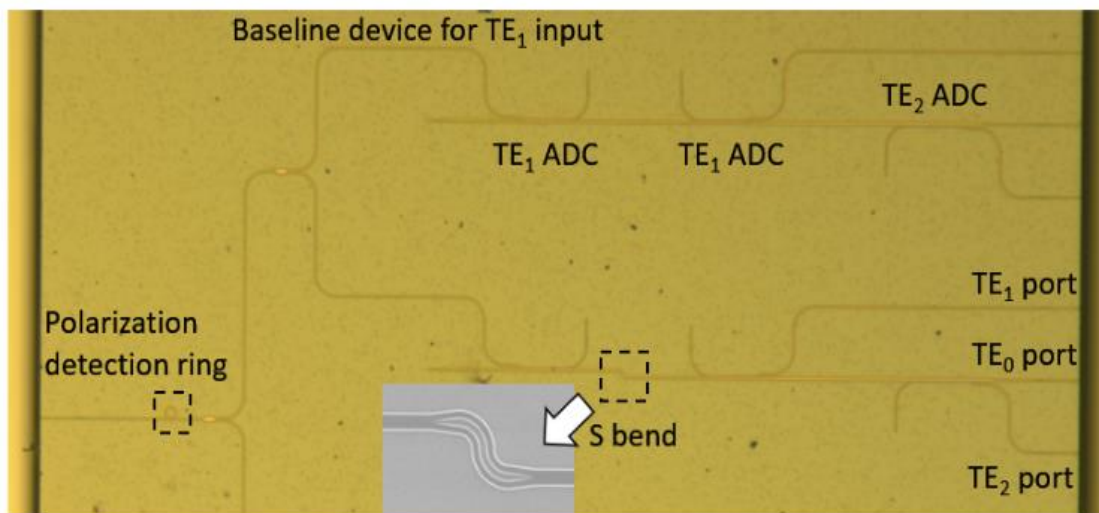 Baseline device for TE₁ input
TE₂ ADC
TE₁ ADC
TE₁ ADC
TE₁ port
Polarization
detection ring
TE₀ port
S bend
TE₂ port